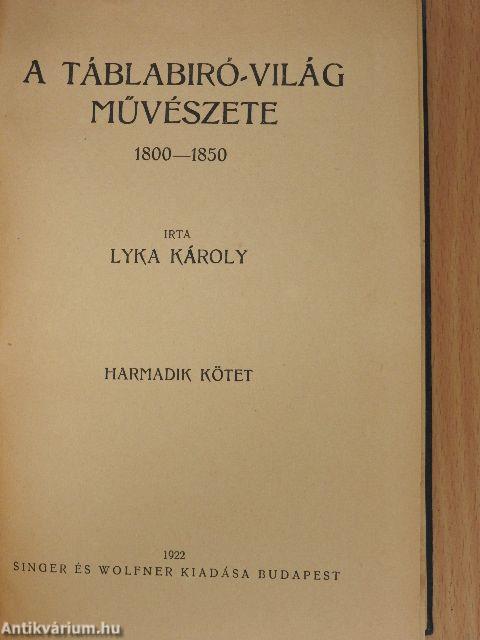 A TÁBLABIRÓ-VILÁG
MŰVÉSZETE
1800—1850
IRTA
LYKA KÁROLY
HARMADIK KÖTET
1922
SINGER ÉS WOLFNER KIADÁSA BUDAPEST
Antikvárium.hu